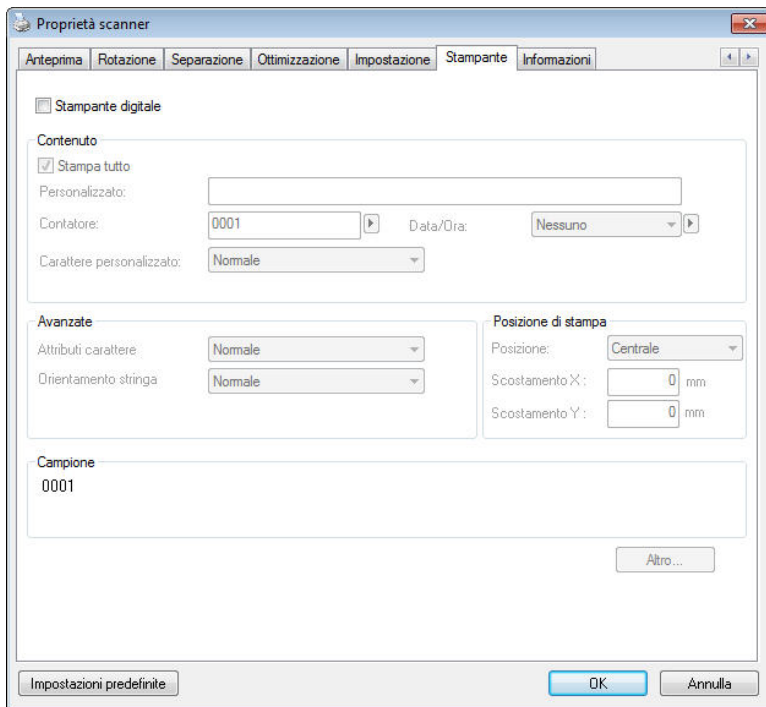 Proprietà scanner
Anteprima Rotazione Separazione Ottimizzazione Impostazione Stampante Informazioni
Stampante digitale
Contenuto
Stampa tutto
Personalizzato:
Contatore: 0001 Data/Ora: Nessuno
Carattere personalizzato: Normale
Avanzate Posizione di stampa
Attributi carattere Normale Posizione: Centrale
Orientamento stringa Normale Scostamento X : 0 mm
Scostamento Y : 0 mm
Campione
0001
Altro...
Impostazioni predefinite OK Annulla